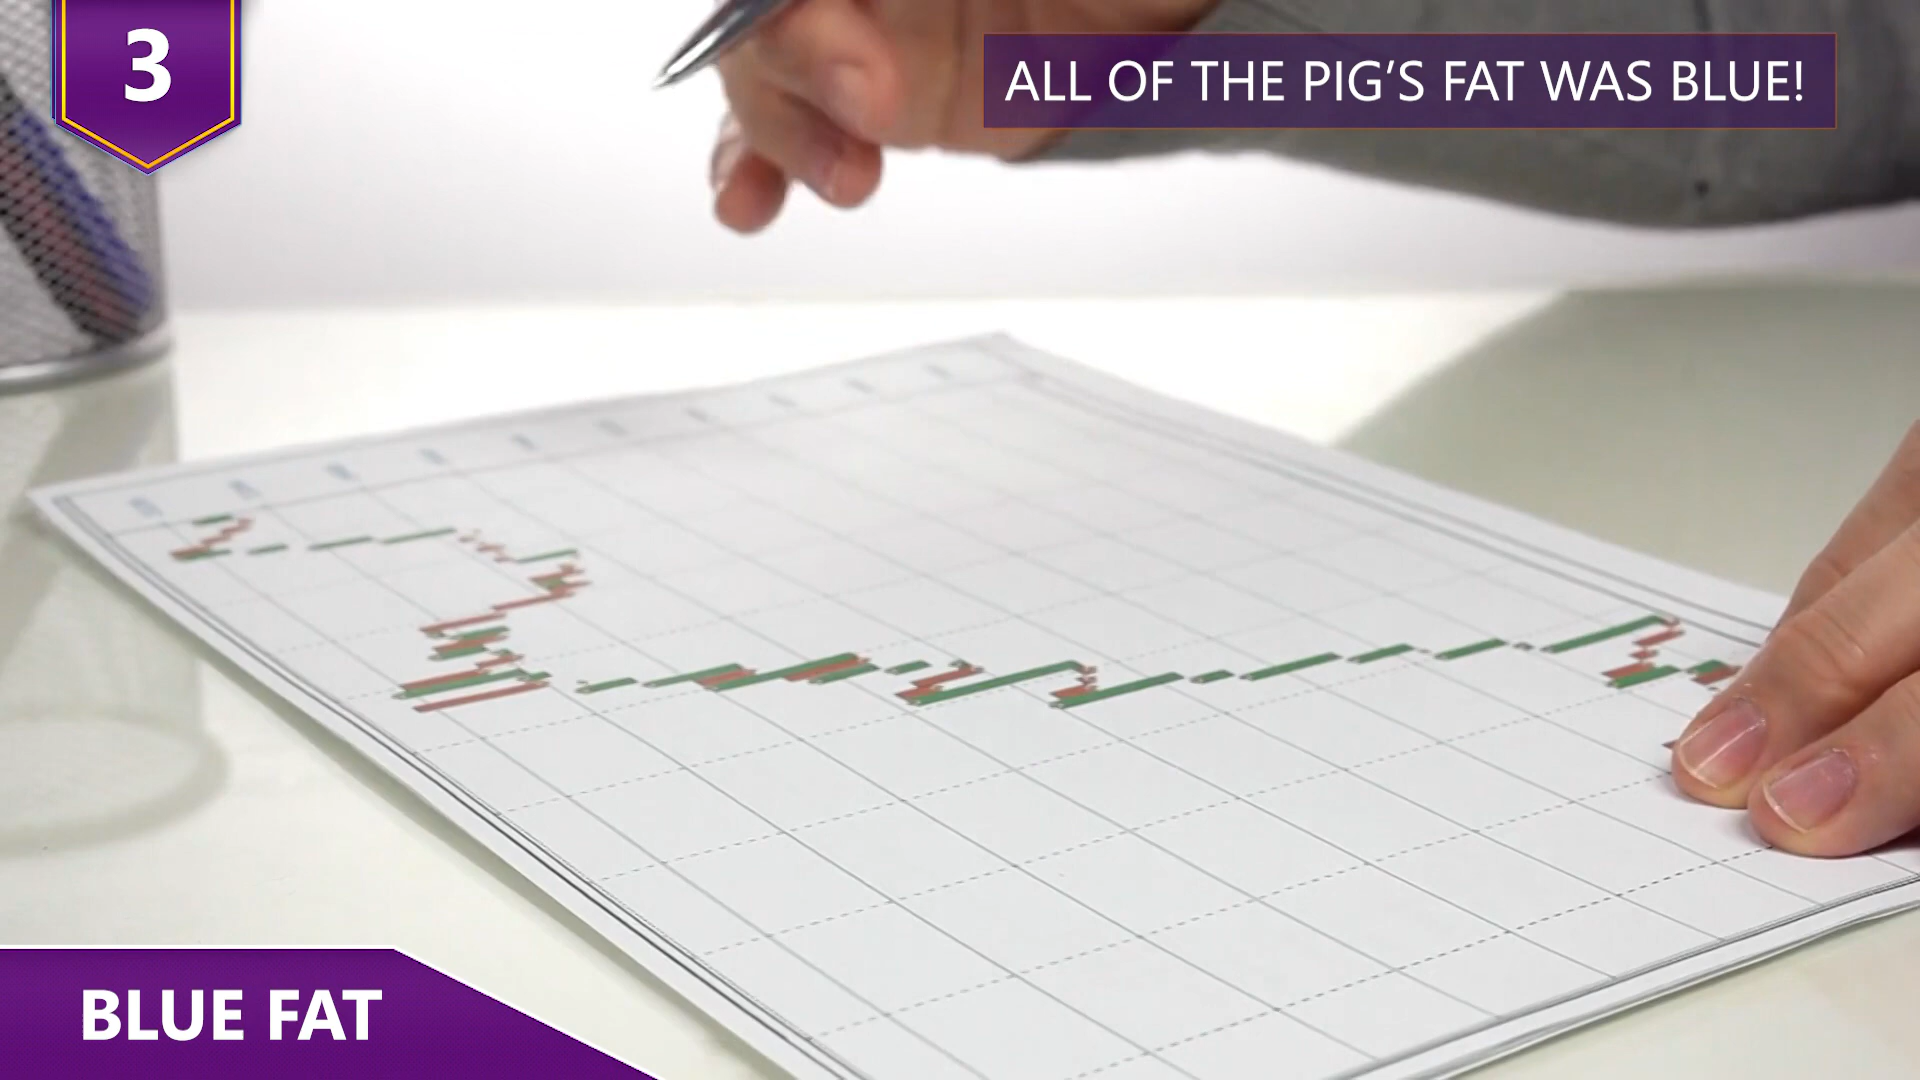 3
ALL OF THE PIG’S FAT WAS BLUE!
BLUE FAT